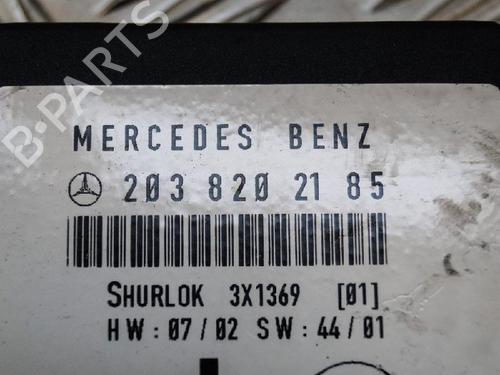 B-PARTS
MERCEDES BENZ
203 820 21 85
SHURLOK 3X1369 [01]
HW: 07/02 SW: 44/01